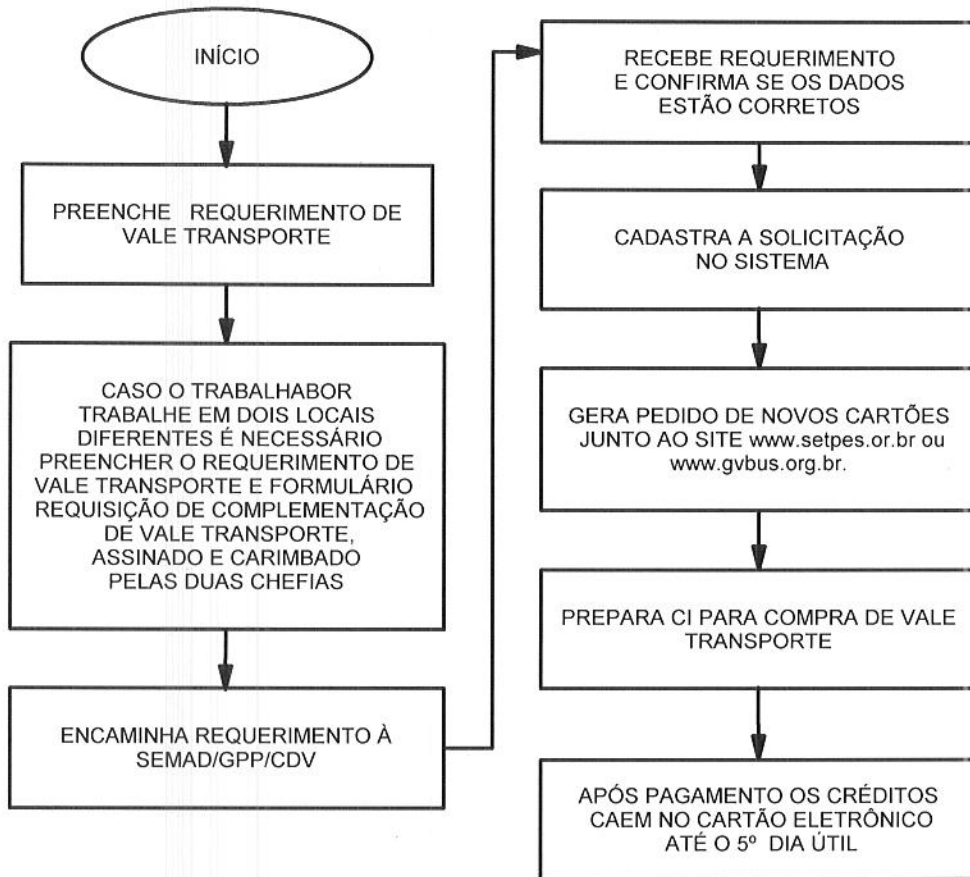 INÍCIO
PREENCHE REQUERIMENTO DE
VALE TRANSPORTE
CASO O TRABALHABOR
TRABALHE EM DOIS LOCAIS
DIFERENTES É NECESSÁRIO
PREENCHER O REQUERIMENTO DE
VALE TRANSPORTE E FORMULÁRIO
REQUISIÇÃO DE COMPLEMENTAÇÃO
DE VALE TRANSPORTE,
ASSINADO E CARIMBADO
PELAS DUAS CHEFIAS
ENCAMINHA REQUERIMENTO À
SEMAD/GPP/CDV
RECEBE REQUERIMENTO
E CONFIRMA SE OS DADOS
ESTÃO CORRETOS
CADASTRA A SOLICITAÇÃO
NO SISTEMA
GERA PEDIDO DE NOVOS CARTÕES
JUNTO AO SITE www.setpes.or.br ou
www.gvbus.org.br.
PREPARA CI PARA COMPRA DE VALE
TRANSPORTE
APÓS PAGAMENTO OS CRÉDITOS
CAEM NO CARTÃO ELETRÔNICO
ATÉ O 5º DIA ÚTIL